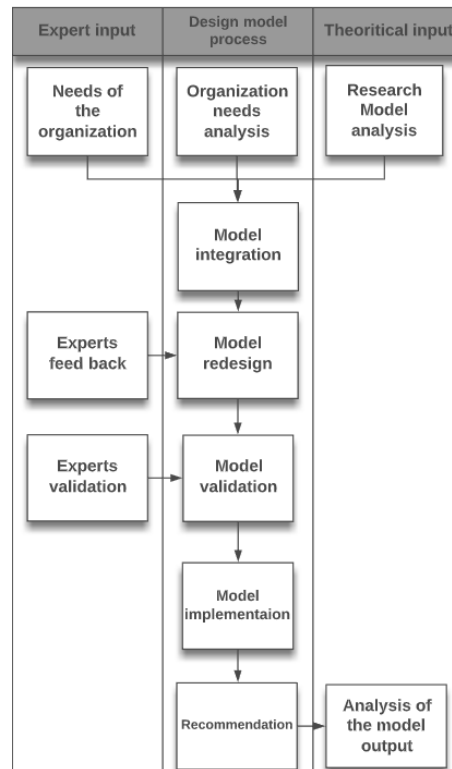 Expert input
Design model
process
Theoritical input
Needs of
the
organization
Organization
needs
analysis
Research
Model
analysis
Model
integration
Experts
feed back
Model
redesign
Experts
validation
Model
validation
Model
implementaion
Recommendation
Analysis of
the model
output